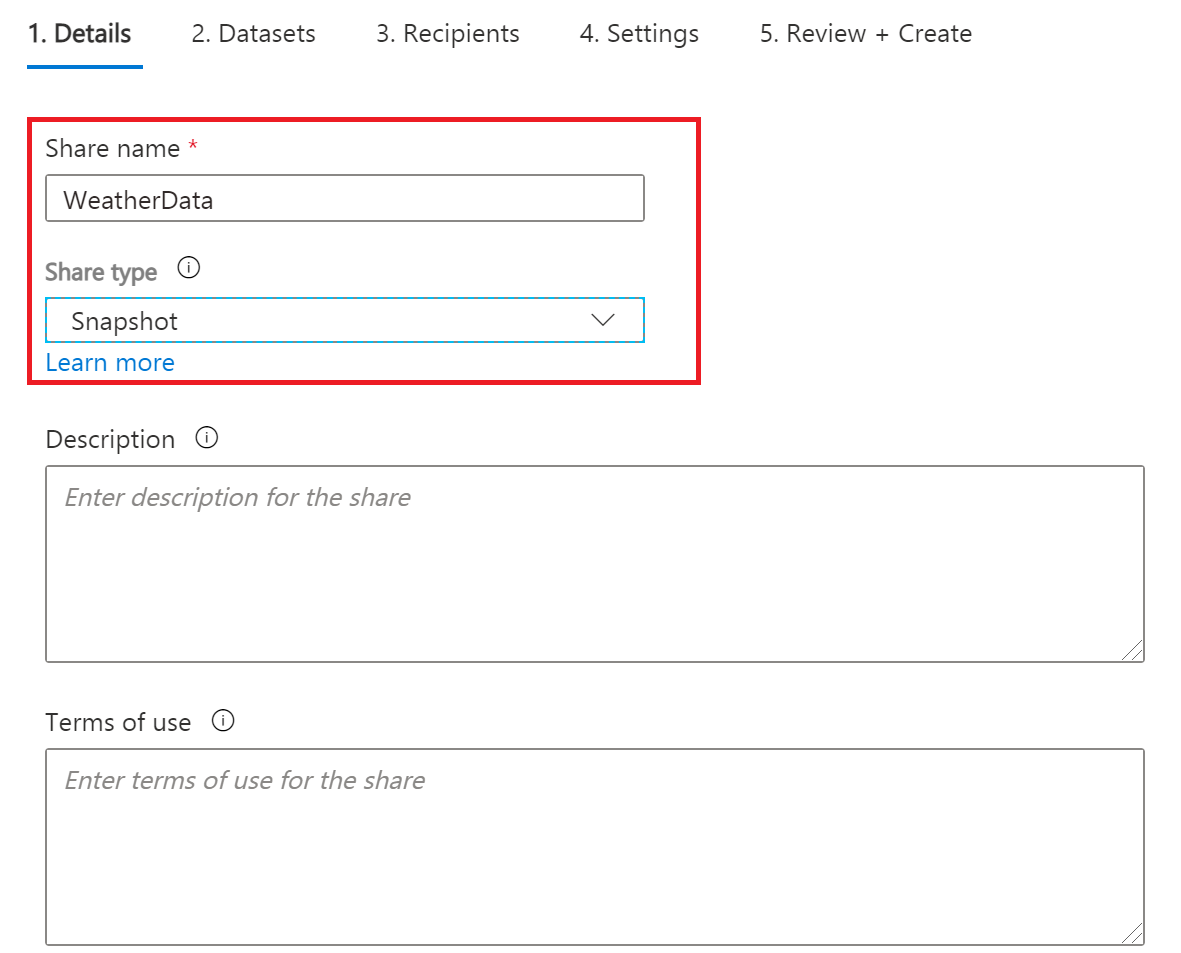 1. Details 2. Datasets 3. Recipients 4. Settings 5. Review + Create
Share name *
WeatherData
Share type
Snapshot
Learn more
Description
Enter description for the share
Terms of use
Enter terms of use for the share